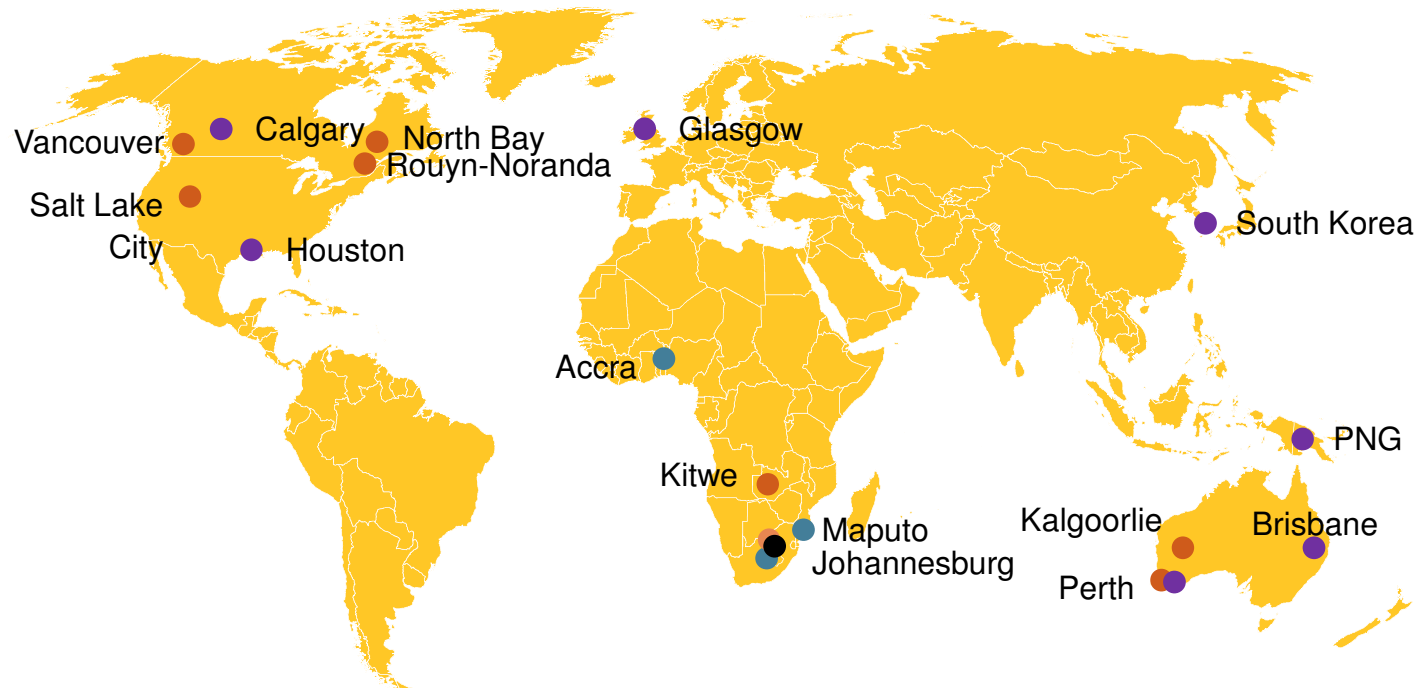 Vancouver
Calgary
North Bay
Rouyn-Noranda
Salt Lake
City
Houston
Glasgow
South Korea
Accra
PNG
Kitwe
Maputo
Johannesburg
Kalgoorlie
Brisbane
Perth